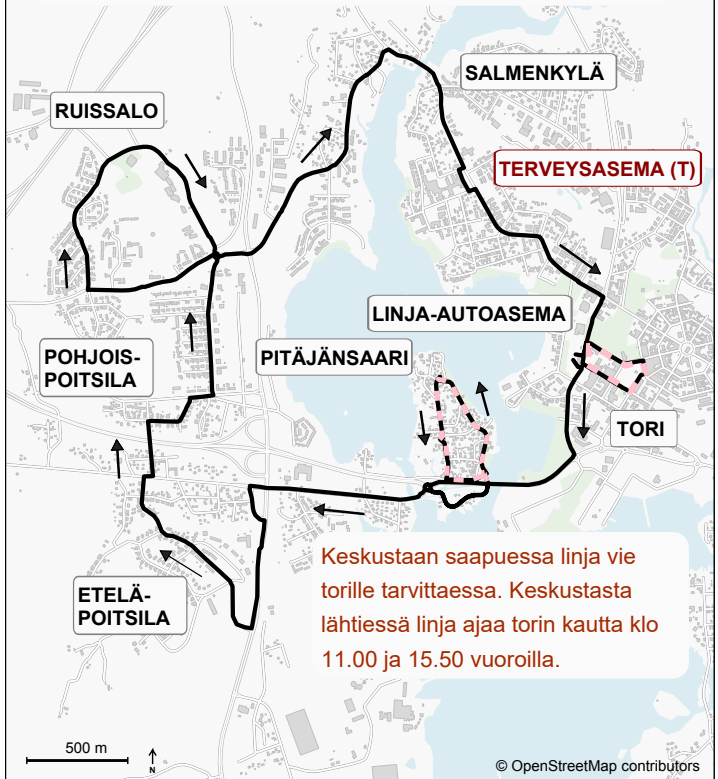 SALMENKYLÄ
RUISSALO
TERVEYSASEMA (T)
LINJA-AUTOASEMA
POHJOIS-
POITSILA
PITÄJÄNSAARI
TORI
Keskustaan saapuessa linja vie
torille tarvittaessa. Keskustasta
lähtiessä linja ajaa torin kautta klo
11.00 ja 15.50 vuoroilla.
ETELÄ-
POITSILA
500 m
N
© OpenStreetMap contributors